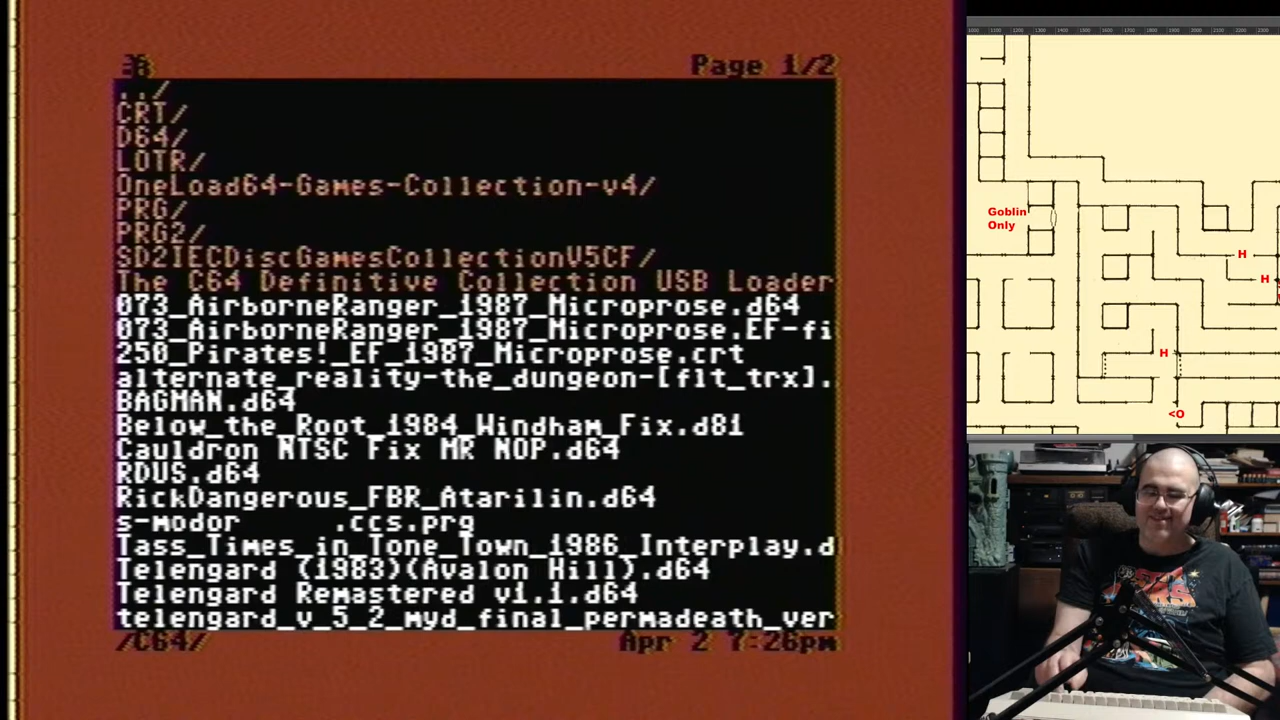 Page 1/2
../
CRT/
D64/
LOTR/
OneLoad64-Games-Collection-v4/
PRG/
PRG2/
SD2IECDiscGamesCollectionV5CF/
The C64 Definitive Collection USB Loader
073_AirborneRanger_1987_Microprose.d64
073_AirborneRanger_1987_Microprose.EF-fi
250_Pirates!_EF_1987_Microprose.crt
alternate_reality-the_dungeon-[flt_trx].
BAGMAN.d64
Below_the_Root_1984_Windham_Fix.d81
Cauldron NTSC Fix MR NOP.d64
RDUS.d64
RickDangerous_FBR_Atarilin.d64
s-modor .ccs.prg
Tass_Times_in_Tone_Town_1986_Interplay.d
Telengard (1983)(Avalon Hill).d64
Telengard Remastered v1.1.d64
telengard_v_5_2_myd_final_permadeath_ver
/C64/ Apr 2 7:26pm
Goblin
Only
H
H
H
<O